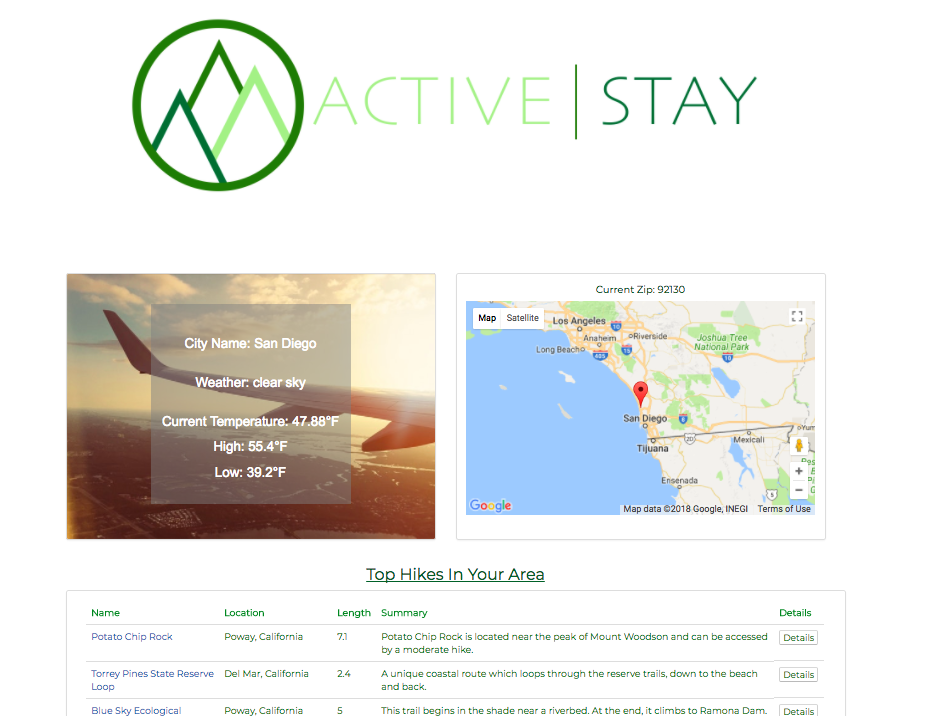 ACTIVE | STAY
City Name: San Diego
Weather: clear sky
Current Temperature: 47.88°F
High: 55.4°F
Low: 39.2°F
Current Zip: 92130
Map Satellite
Los Angeles
10
Anaheim
Riverside
Joshua Tree
National Park
Long Beach
405
15
10
San Diego
8
Yum
2D
Mexicali
Tijuana
Ensenada
5
Google
Map data ©2018 Google, INEGI Terms of Use
Top Hikes In Your Area
Name Location Length Summary Details
Potato Chip Rock Poway, California 7.1 Potato Chip Rock is located near the peak of Mount Woodson and can be accessed Details
by a moderate hike.
Torrey Pines State Reserve Del Mar, California 2.4 A unique coastal route which loops through the reserve trails, down to the beach Details
Loop and back.
Blue Sky Ecological Poway, California 5 This trail begins in the shade near a riverbed. At the end, it climbs to Ramona Dam. Details